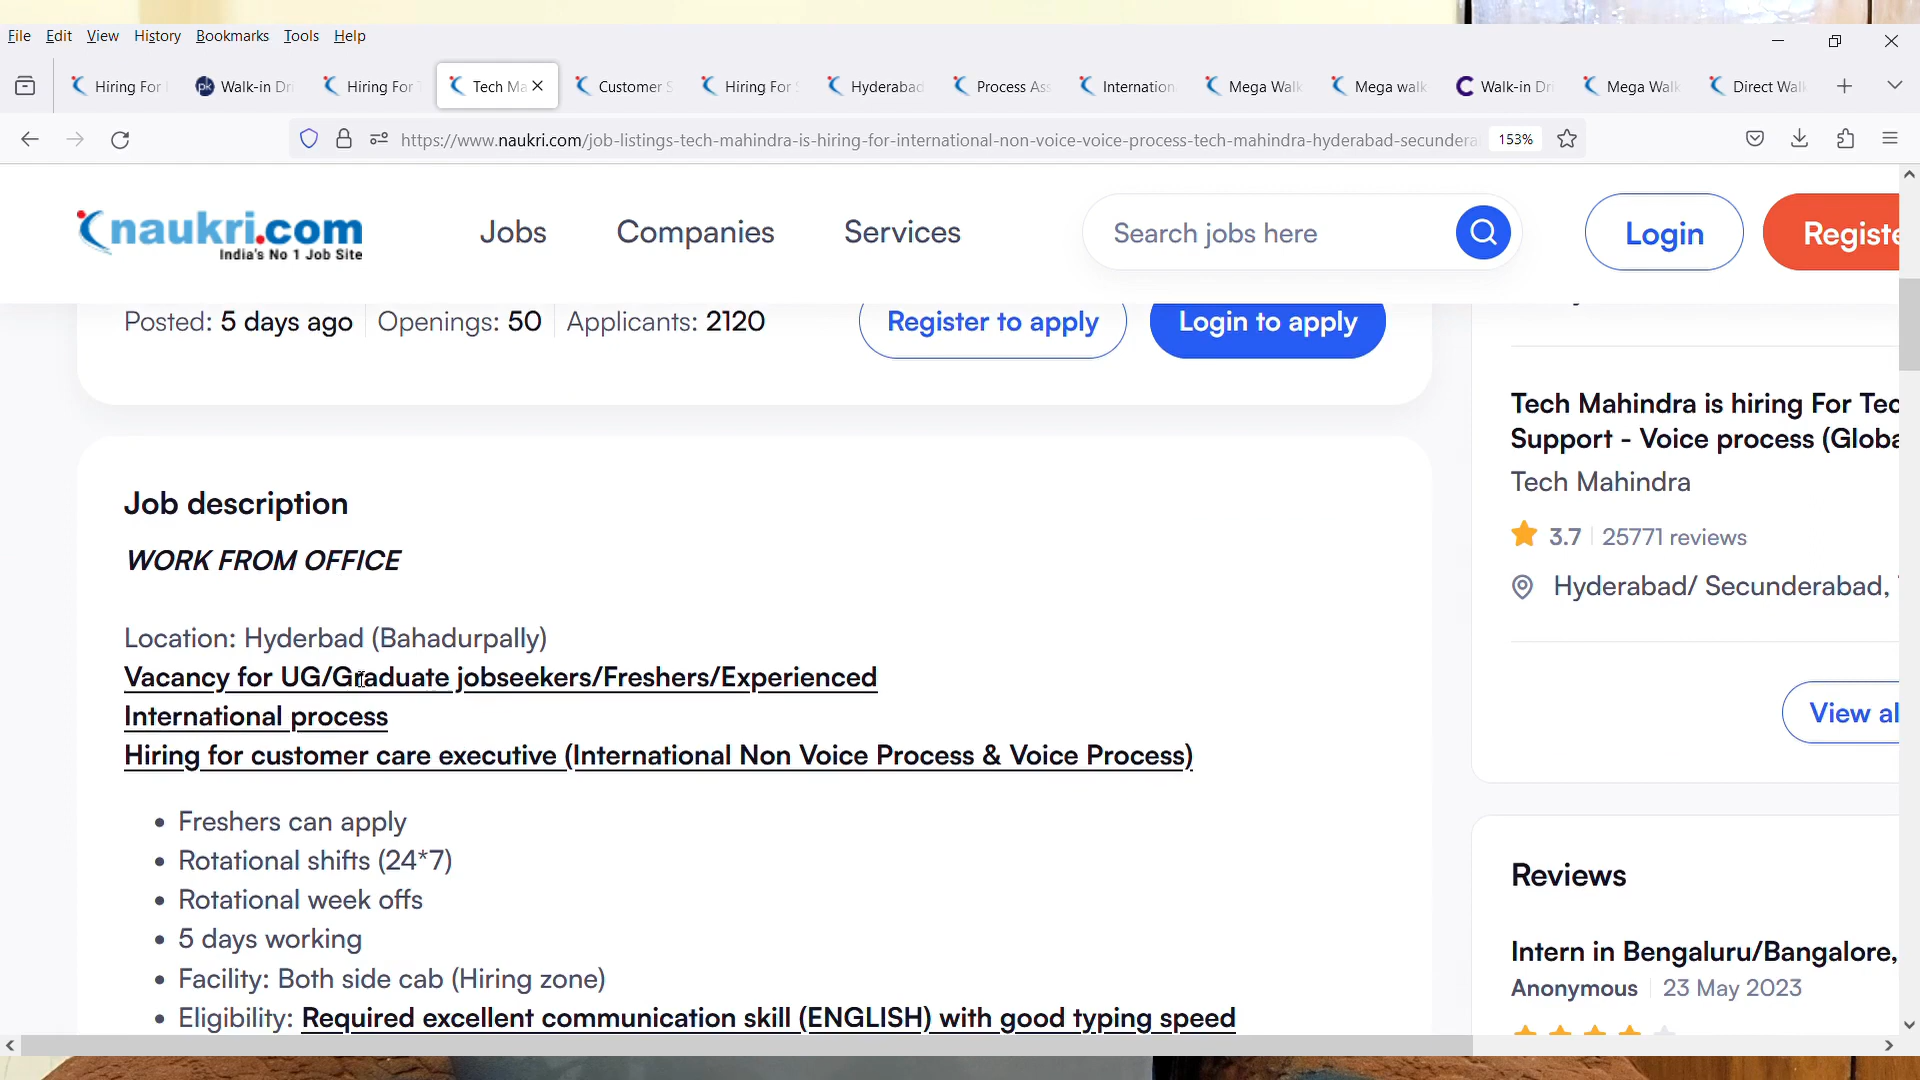 File Edit View History Bookmarks Tools Help
Hiring For Walk-in Dri Hiring For Tech Ma Customer S Hiring For Hyderabad Process Ass Internation Mega Walk Mega walk Walk-in Dri Mega Walk Direct Walk
https://www.naukri.com/job-listings-tech-mahindra-is-hiring-for-international-non-voice-voice-process-tech-mahindra-hyderabad-secundera 153%
naukri.com
India's No 1 Job Site
Jobs Companies Services Search jobs here Login Registe
Posted: 5 days ago Openings: 50 Applicants: 2120 Register to apply Login to apply
Job description
WORK FROM OFFICE
Location: Hyderbad (Bahadurpally)
Vacancy for UG/Graduate jobseekers/Freshers/Experienced
International process
Hiring for customer care executive (International Non Voice Process & Voice Process)
• Freshers can apply
• Rotational shifts (24*7)
• Rotational week offs
• 5 days working
• Facility: Both side cab (Hiring zone)
• Eligibility: Required excellent communication skill (ENGLISH) with good typing speed
Tech Mahindra is hiring For Tec
Support - Voice process (Globa
Tech Mahindra
3.7 25771 reviews
Hyderabad/ Secunderabad,
View al
Reviews
Intern in Bengaluru/Bangalore,
Anonymous 23 May 2023